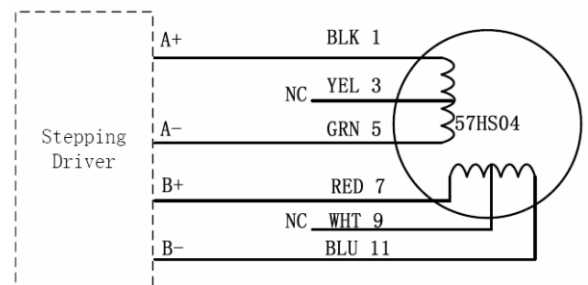 A+ BLK 1
NC YEL 3
A- GRN 5
57HS04
Stepping
Driver
B+ RED 7
NC WHT 9
B- BLU 11